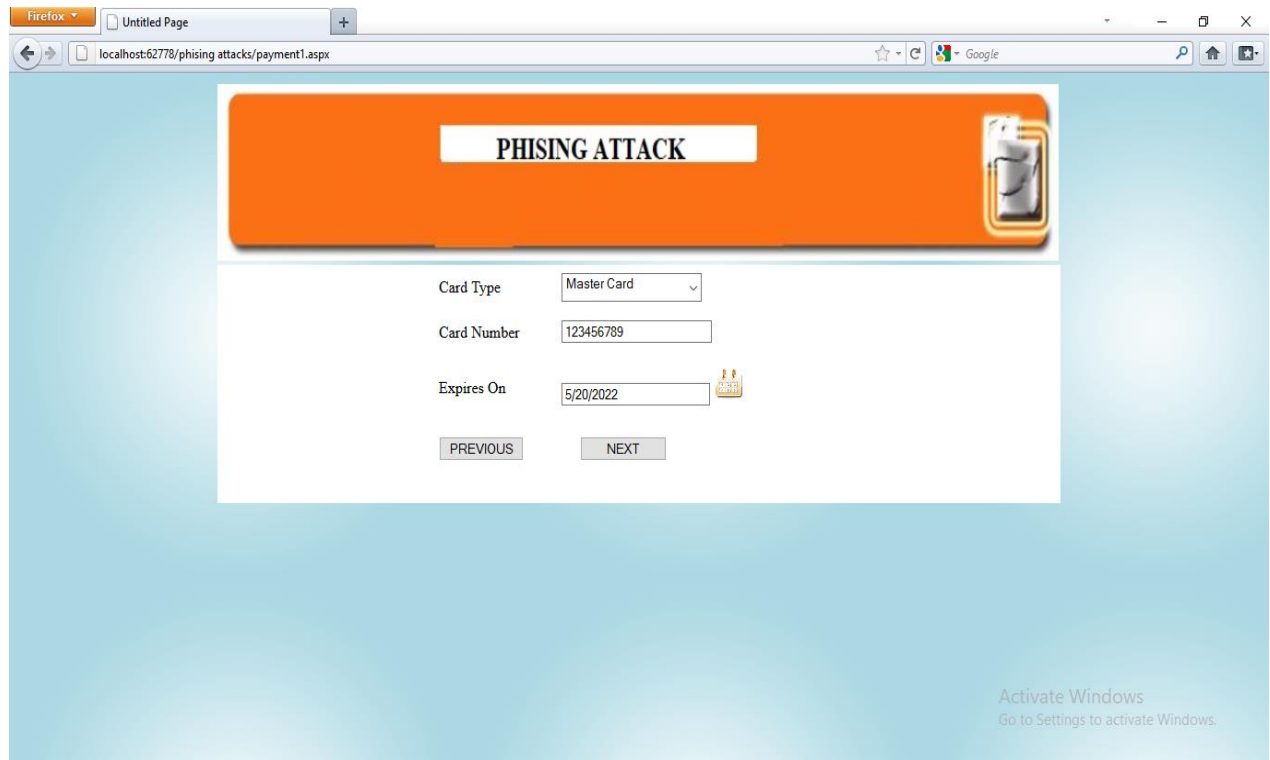 Firefox
Untitled Page
+
localhost:62778/phising attacks/payment1.aspx
Google
PHISING ATTACK
Card Type Master Card
Card Number 123456789
Expires On 5/20/2022
PREVIOUS NEXT
Activate Windows
Go to Settings to activate Windows.